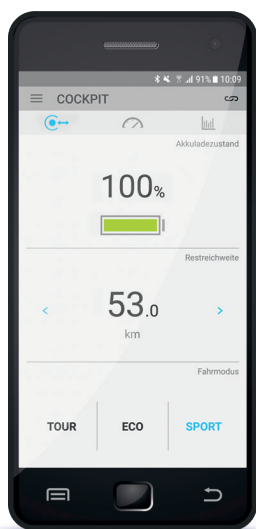 91% 10:09
COCKPIT
Akkuladezustand
100%
Restreichweite
53.0
km
Fahrmodus
TOUR ECO SPORT